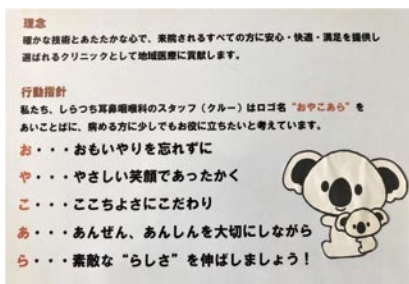 理念
確かな技術とあたたかな心で、来院されるすべての方に安心・快適・満足を提供し
選ばれるクリニックとして地域医療に貢献します。
行動指針
私たち、しらつち耳鼻咽喉科のスタッフ（クルー）はロゴ名“おやこあら”を
あいことばに、病める方に少しでもお役に立ちたいと考えています。
お・・・おもいやりを忘れずに
や・・・やさしい笑顔であったかく
こ・・・ここちよさにこだわり
あ・・・あんぜん、あんしんを大切にしながら
ら・・・素敵な“らしさ”を伸ばしましょう！